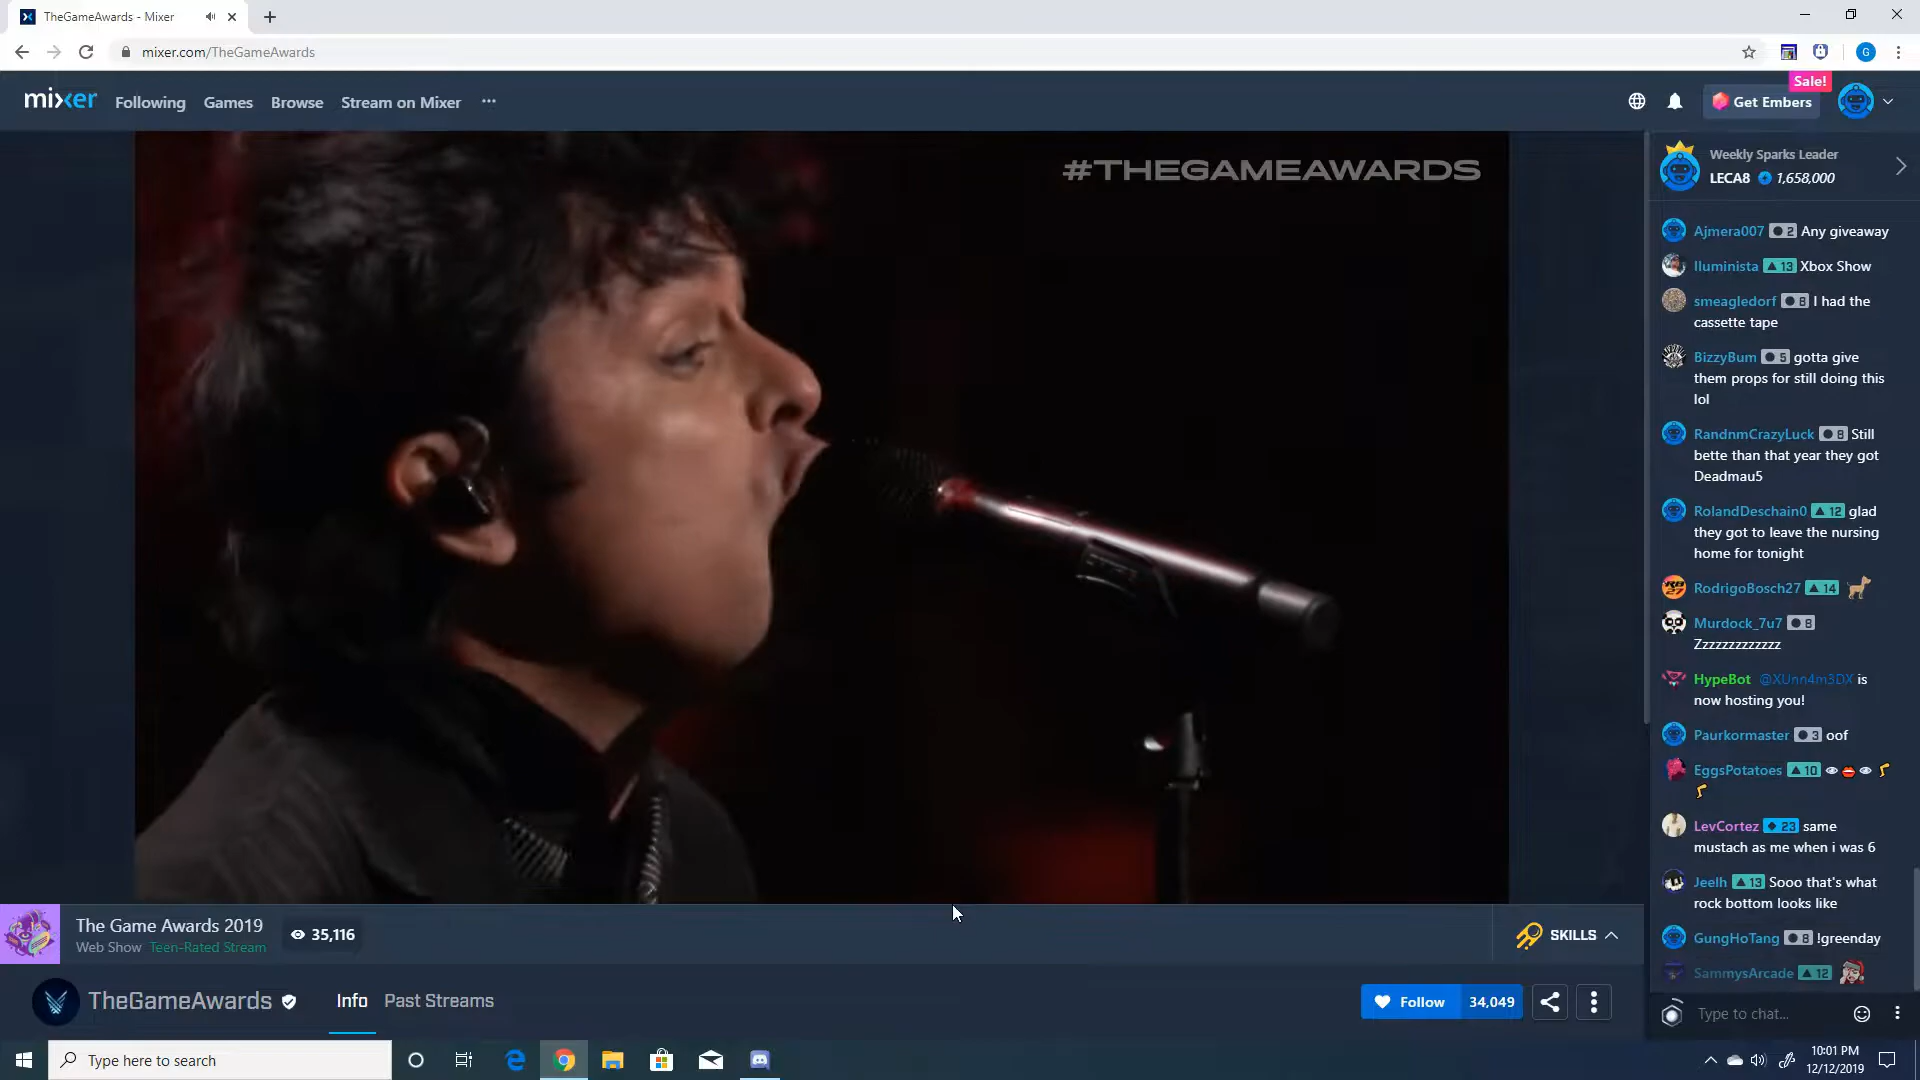 TheGameAwards - Mixer
mixer.com/TheGameAwards
G
Sale!
mixer
Following
Games
Browse
Stream on Mixer
Get Embers
#THEGAMEAWARDS
Weekly Sparks Leader
LECA8 1,658,000
Ajmera007 2 Any giveaway
Iluminista 13 Xbox Show
smeagledorf 8 I had the
cassette tape
BizzyBum 5 gotta give
them props for still doing this
lol
RandnmCrazyLuck 8 Still
bette than that year they got
Deadmau5
RolandDeschain0 12 glad
they got to leave the nursing
home for tonight
RodrigoBosch27 14
Murdock_7u7 8
Zzzzzzzzzzzzz
HypeBot @XUnn4m3DX is
now hosting you!
Paurkormaster 3 oof
EggsPotatoes 10
LevCortez 23 same
mustach as me when i was 6
Jeelh 13 Sooo that's what
rock bottom looks like
GungHoTang 8 !greenday
SammysArcade 12
The Game Awards 2019
35,116
Web Show Teen-Rated Stream
SKILLS
TheGameAwards
Info
Past Streams
Follow
34,049
Type to chat...
Type here to search
10:01 PM
12/12/2019